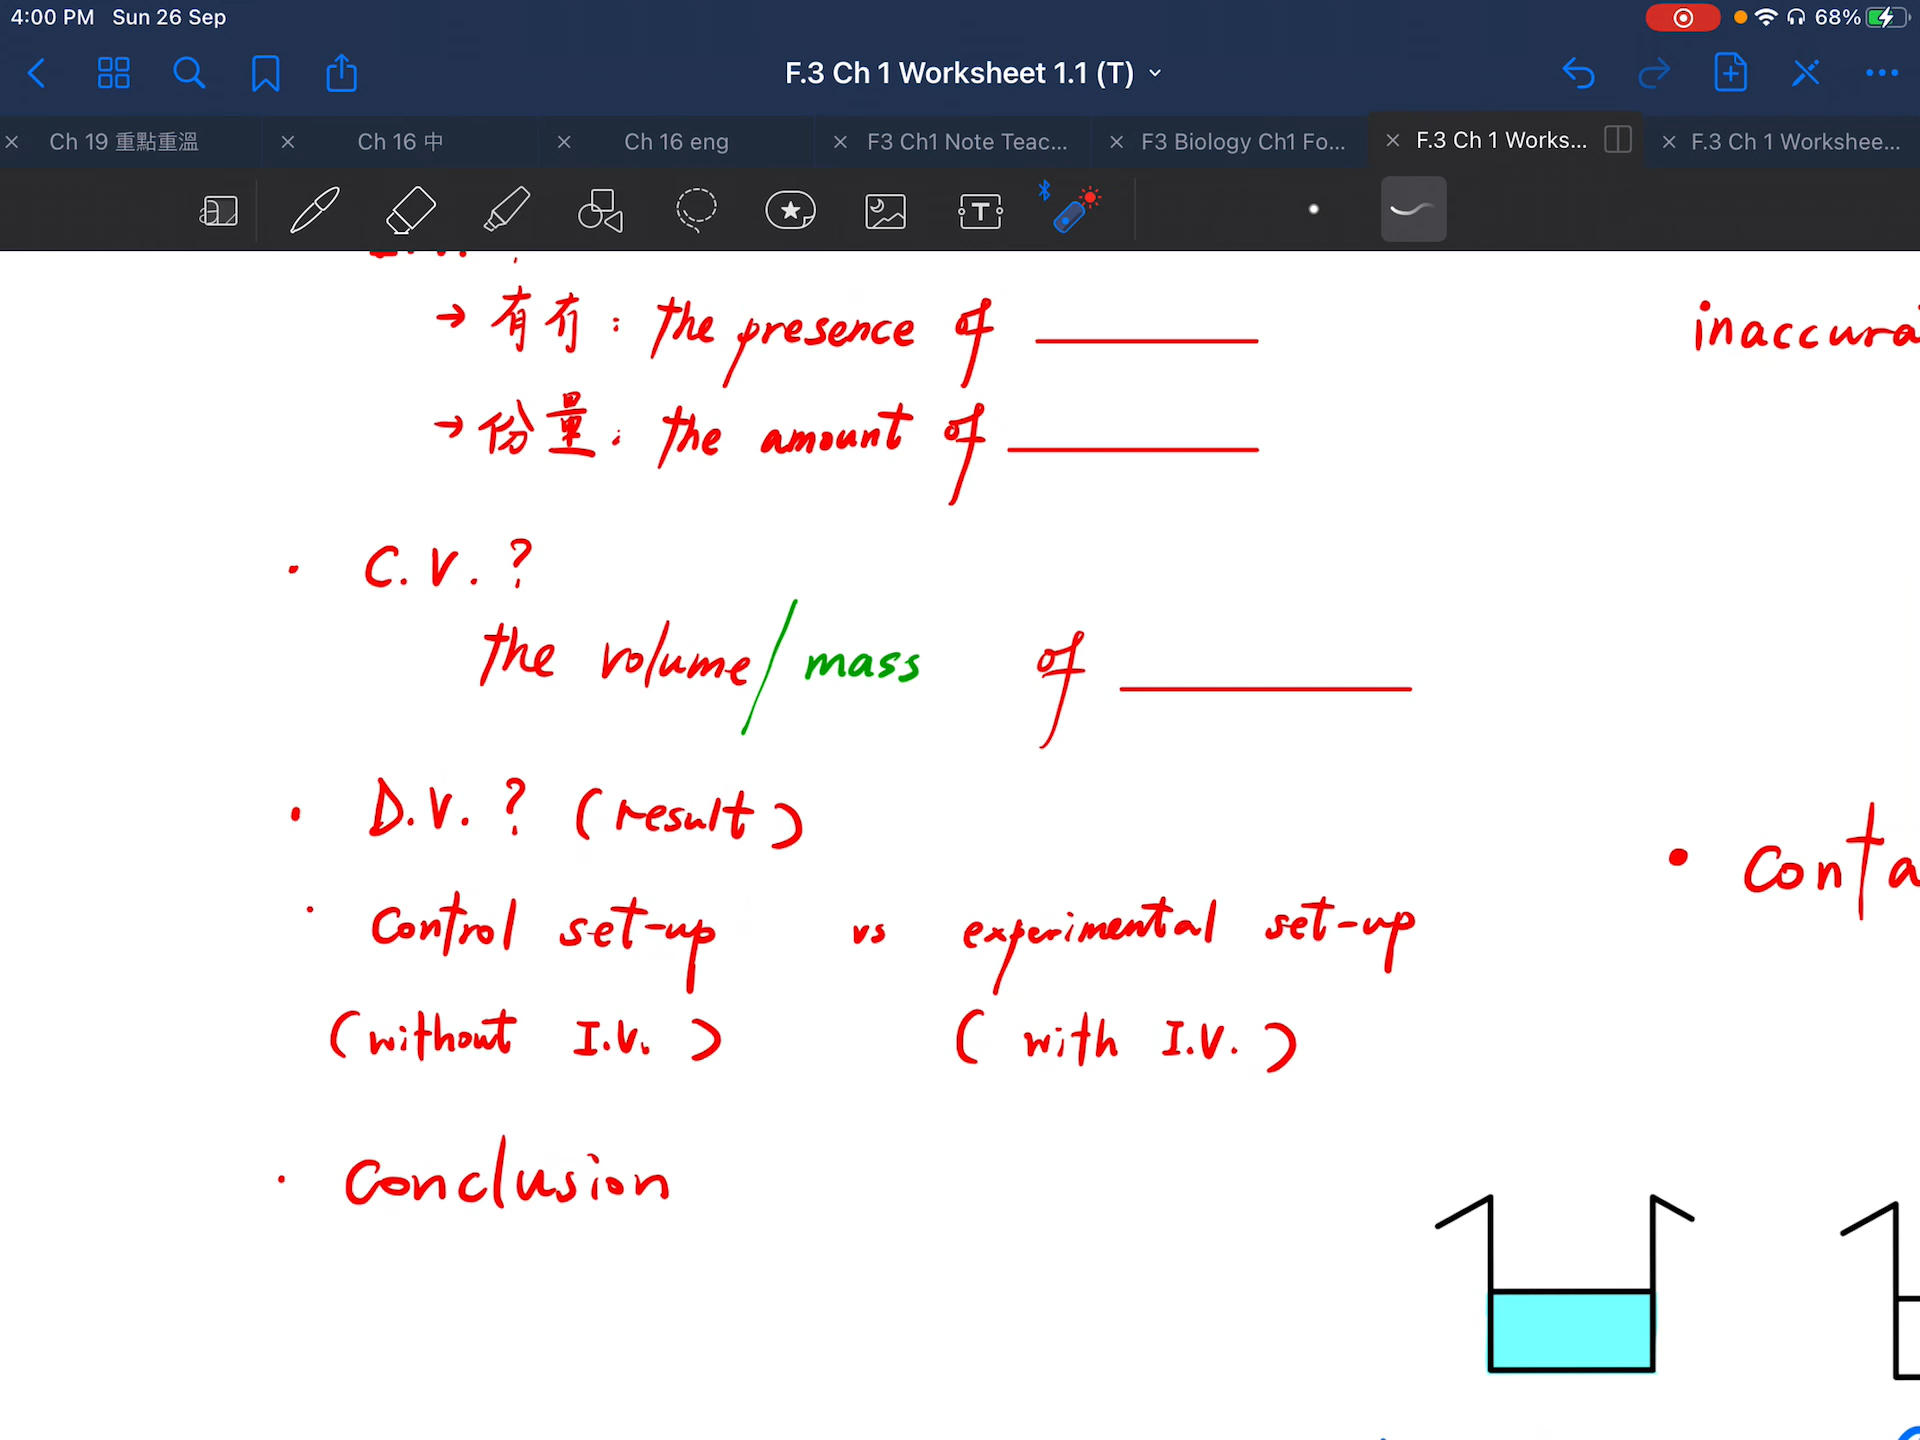 4:00 PM Sun 26 Sep
68%
F.3 Ch 1 Worksheet 1.1 (T)
Ch 19 重點重溫
Ch 16 中
Ch 16 eng
F3 Ch1 Note Teac...
F3 Biology Ch1 Fo...
F.3 Ch 1 Works...
F.3 Ch 1 Workshee...
→ 有冇 : the presence of
inaccura
→ 份量 : the amount of
• C.V. ?
the volume / mass of
• D.V. ? (result)
• conta
• control set-up vs experimental set-up
(without I.V.) (with I.V.)
• Conclusion